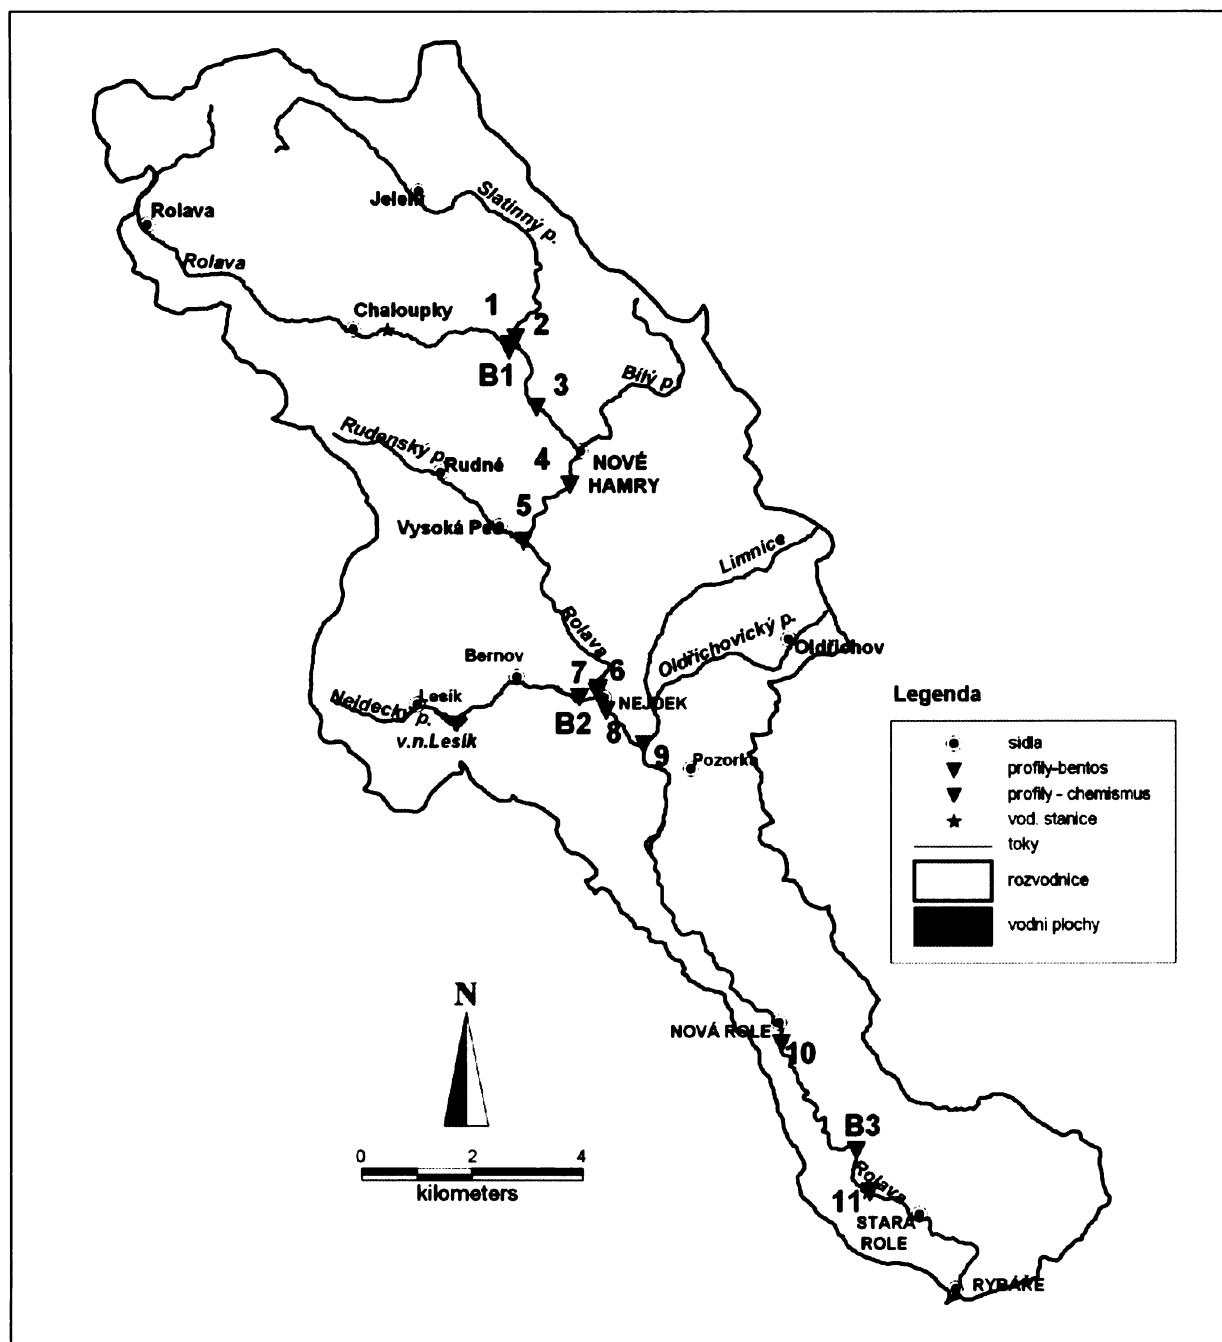 Jelení
Slatinný p.
Rolava
Rolava
Chaloupky
1
2
B1
3
Bílý p.
Rudenský p.
Rudné
4
NOVÉ
HAMRY
5
Vysoká Pec
Limnice
Rolava
Oldřichovický p.
Oldřichov
Bernov
7
6
Nejdecký p.
Lesík
NEJDEK
B2
8
v.n.Lesík
9
Pozorka
Legenda
sídla
profily-bentos
profily - chemismus
vod. stanice
toky
rozvodnice
vodní plochy
N
NOVÁ ROLE
10
0 2 4
kilometers
B3
Rolava
11
STARÁ
ROLE
RYBÁŘE